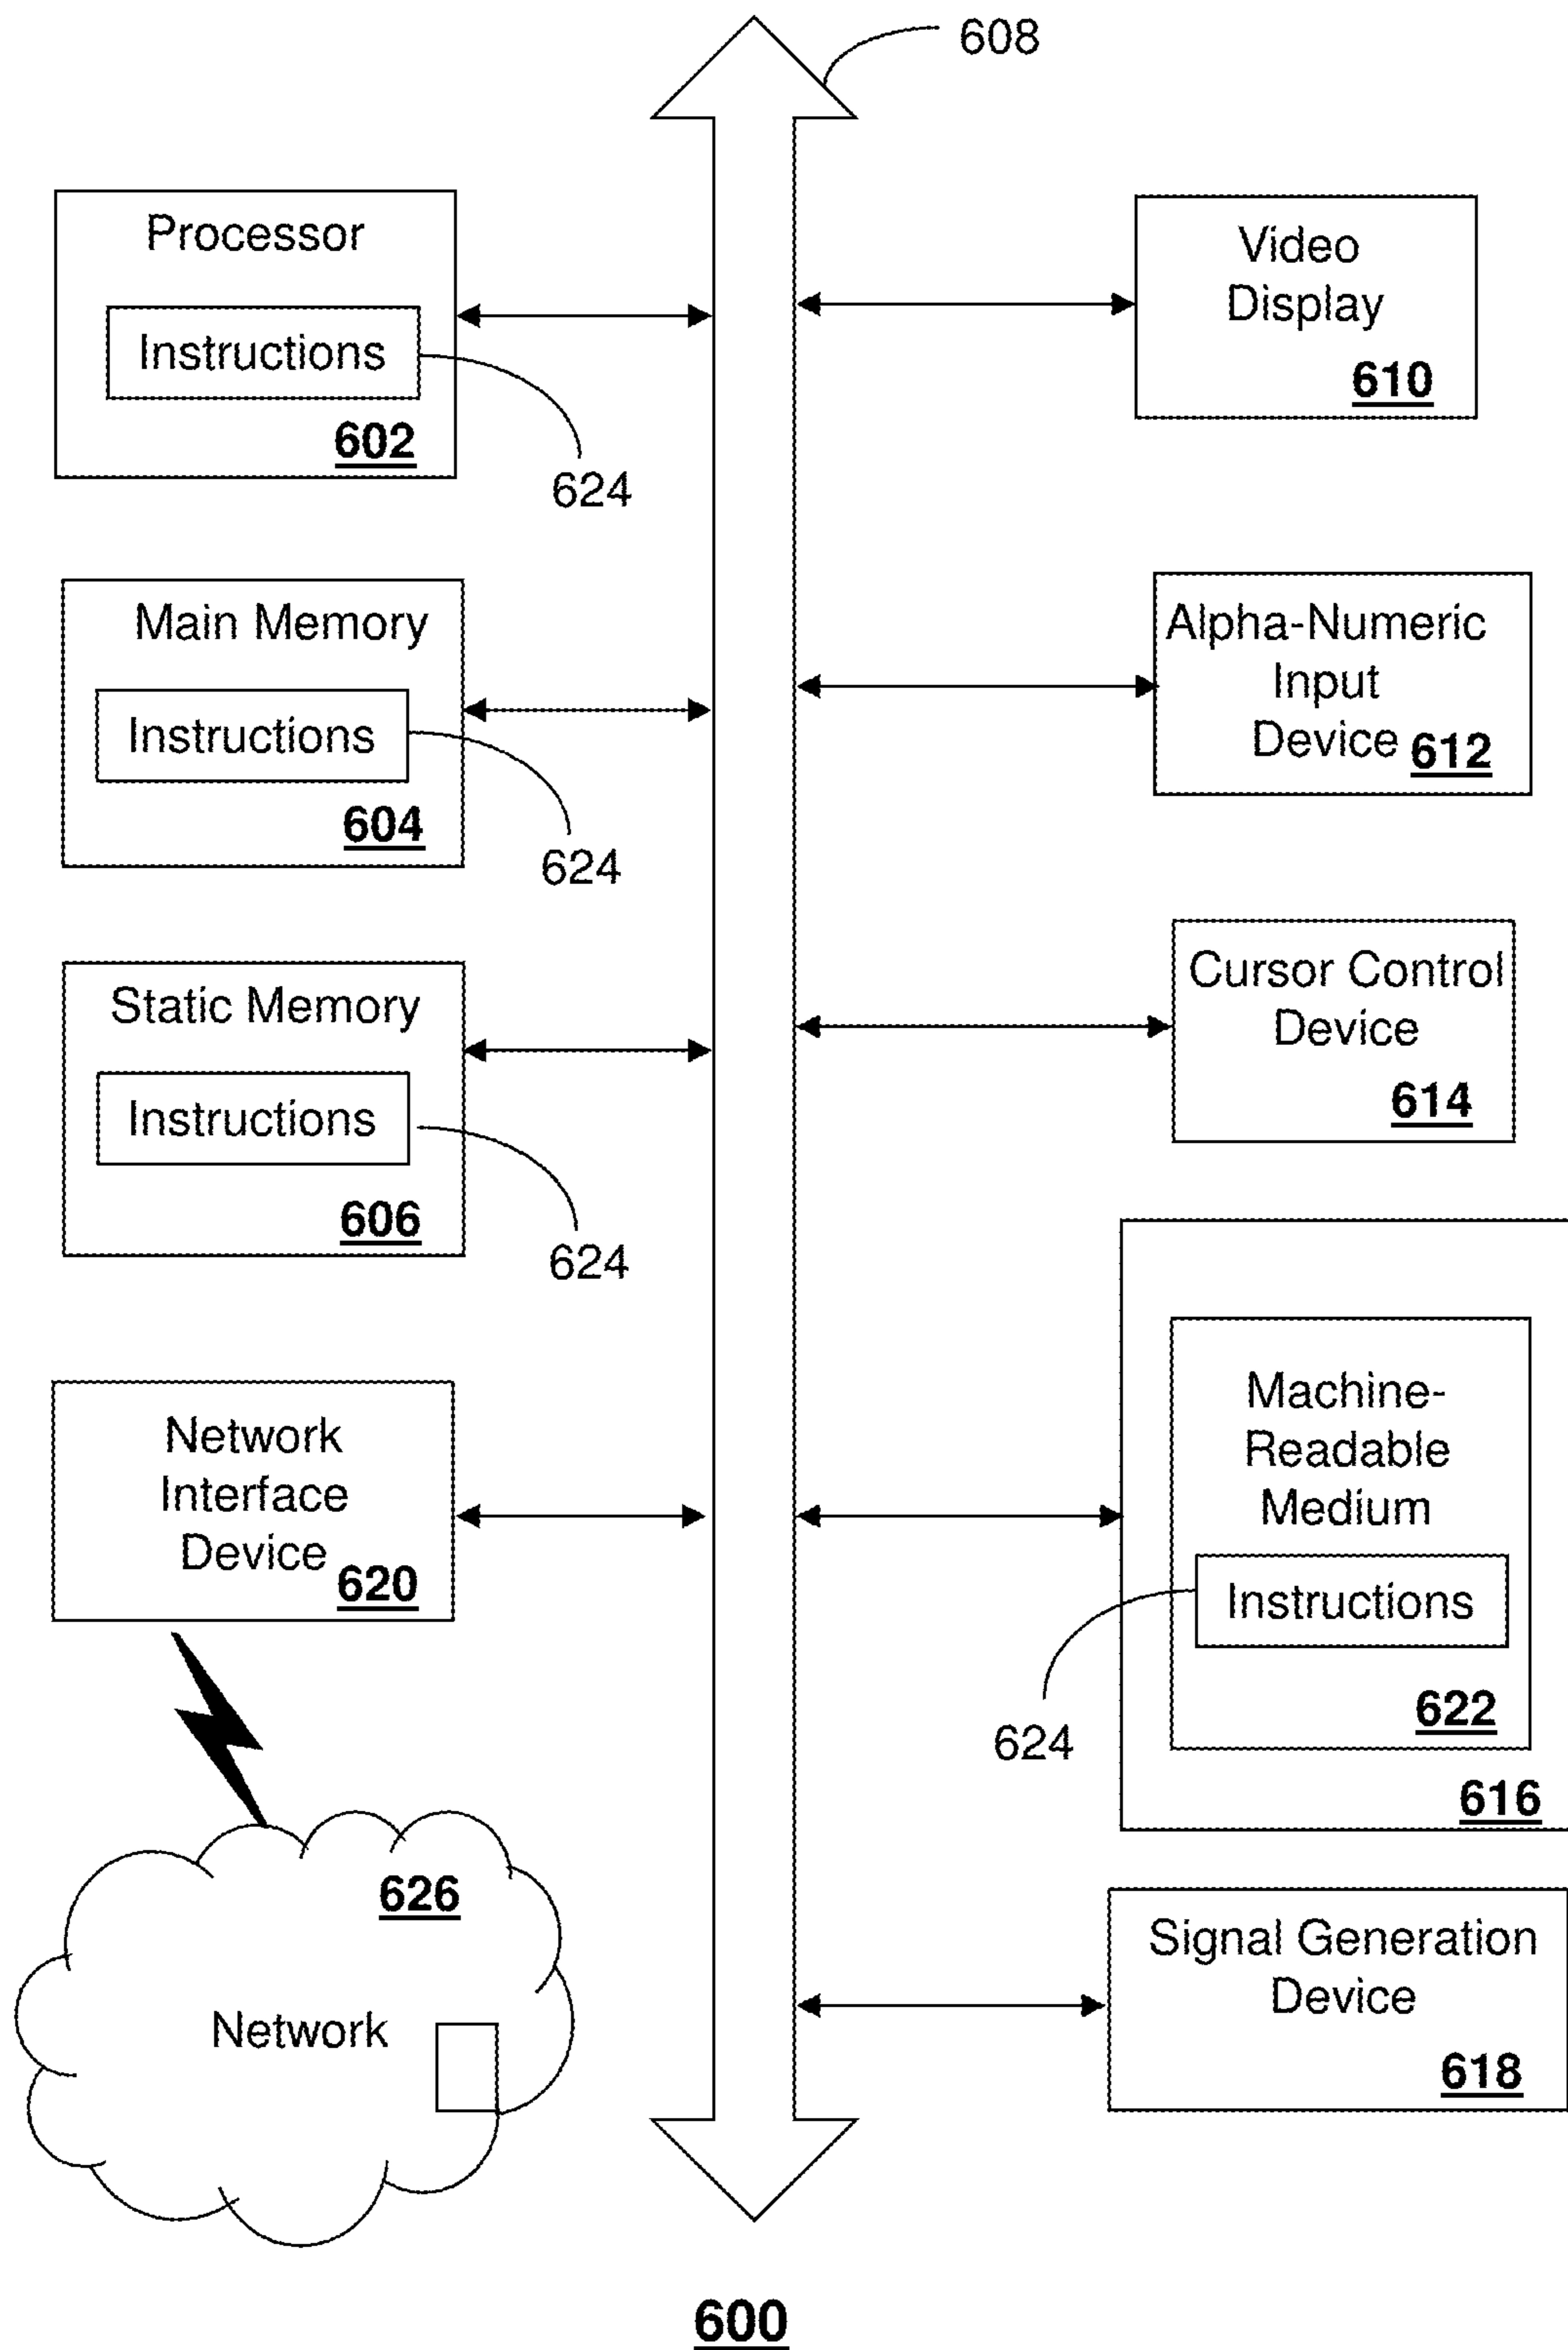 608
Processor
Instructions
602
624
Main Memory
Instructions
604
624
Static Memory
Instructions
606
624
Network
Interface
Device
620
626
Network
Video
Display
610
Alpha-Numeric
Input
Device 612
Cursor Control
Device
614
Machine-
Readable
Medium
Instructions
622
624
616
Signal Generation
Device
618
600